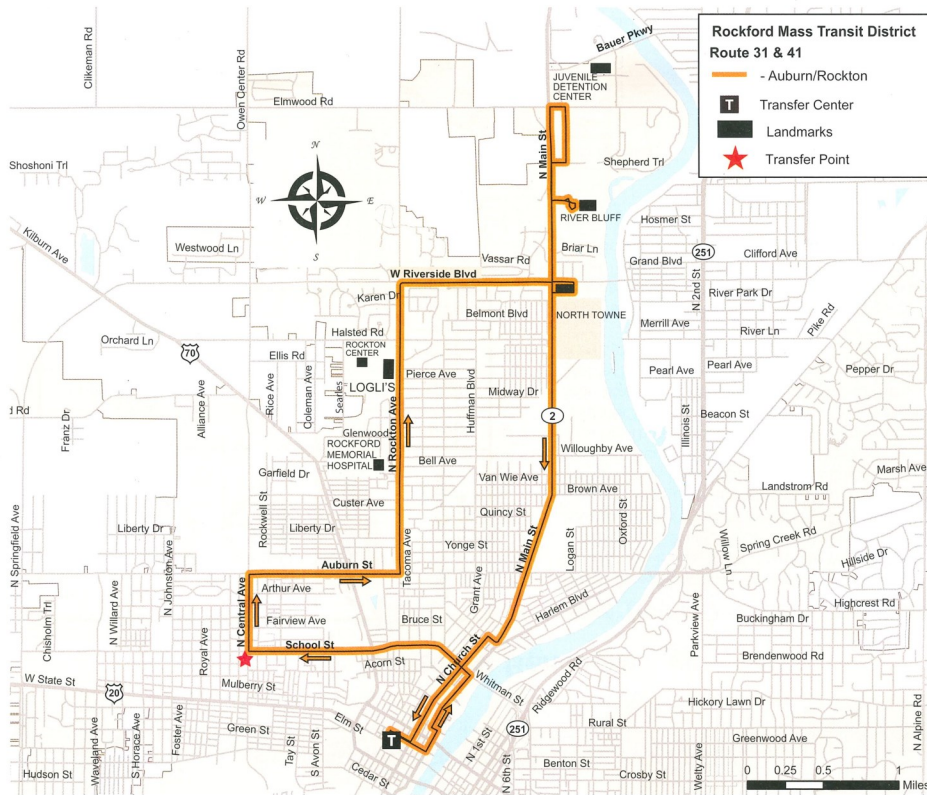 Rockford Mass Transit District
Route 31 & 41
- Auburn/Rockton
T
Transfer Center
Landmarks
Transfer Point
Clikeman Rd
Owen Center Rd
Bauer Pkwy
JUVENILE
DETENTION
CENTER
Elmwood Rd
N Main St
Shoshoni Trl
Shepherd Trl
N
W
E
S
RIVER BLUFF
Hosmer St
Kilburn Ave
Westwood Ln
Briar Ln
Grand Blvd
251
Clifford Ave
Vassar Rd
W Riverside Blvd
N 2nd St
Karen Dr
River Park Dr
Belmont Blvd
NORTH TOWNE
Merrill Ave
River Ln
Pike Rd
Halsted Rd
Orchard Ln
70
Ellis Rd
ROCKTON
CENTER
LOGLI'S
Pierce Ave
Pearl Ave
Pearl Ave
Pepper Dr
Rice Ave
Coleman Ave
Searles
Huffman Blvd
Midway Dr
d Rd
Franz Dr
Alliance Ave
N Rockton Ave
2
Illinois St
Beacon St
Glenwood
ROCKFORD
MEMORIAL
HOSPITAL
Bell Ave
Willoughby Ave
Garfield Dr
Van Wie Ave
Marsh Ave
Landstrom Rd
Brown Ave
Custer Ave
Rockwell St
Quincy St
Oxford St
N Springfield Ave
Liberty Dr
Liberty Dr
N Main St
Logan St
Spring Creek Rd
Willow Ln
Hillside Dr
Yonge St
Tacoma Ave
Auburn St
Grant Ave
N Johnston Ave
N Central Ave
Arthur Ave
Harlem Blvd
Highcrest Rd
Chisholm Trl
N Willard Ave
Fairview Ave
Bruce St
Parkview Ave
Buckingham Dr
School St
N Church St
Royal Ave
Acorn St
Brendenwood Rd
W State St
Mulberry St
Whitman St
Ridgewood Rd
20
Hickory Lawn Dr
Elm St
N Alpine Rd
Waveland Ave
S Horace Ave
Foster Ave
Green St
Tay St
S Avon St
T
N 1st St
251
Rural St
Greenwood Ave
Welty Ave
Cedar St
N 6th St
Benton St
Hudson St
Crosby St
0
0.25
0.5
1
Miles